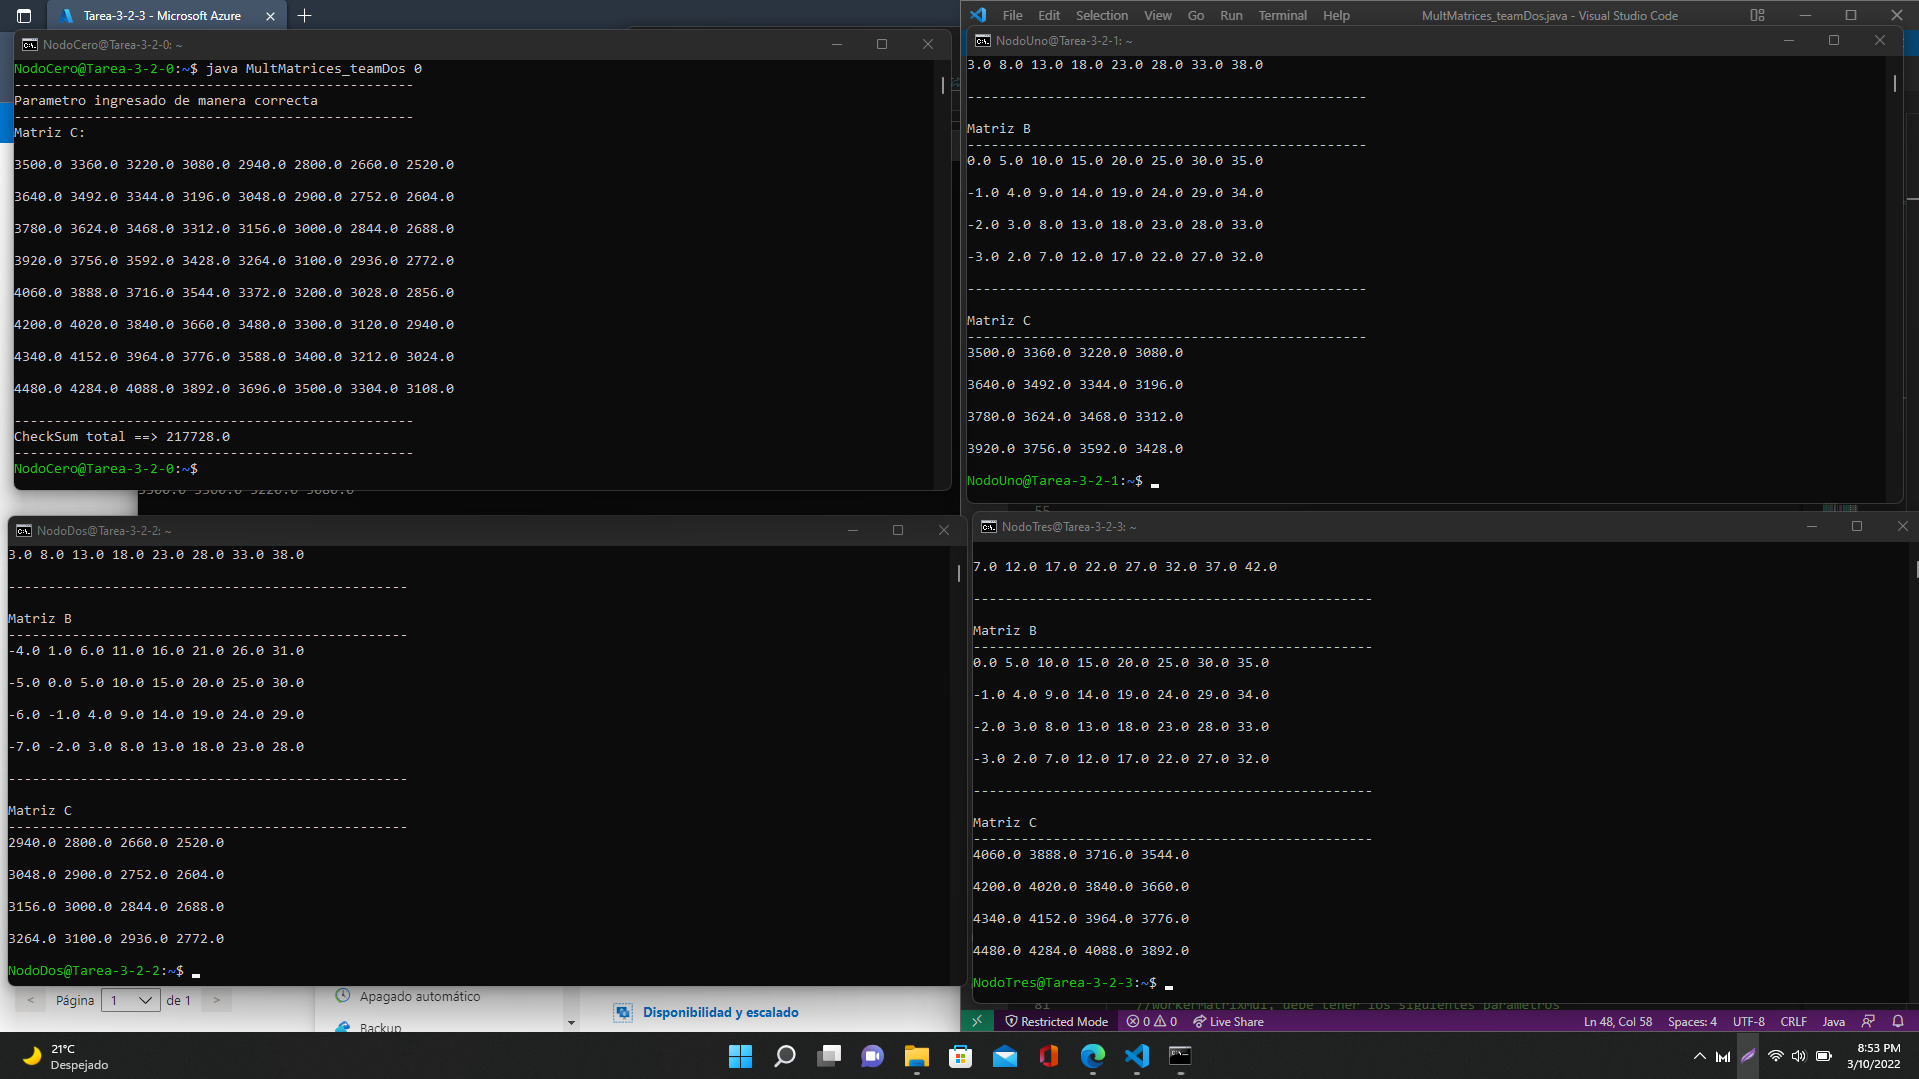 Tarea-3-2-3 - Microsoft Azure
NodoCero@Tarea-3-2-0: ~
NodoCero@Tarea-3-2-0:~$ java MultMatrices_teamDos 0
--------------------------------------------------
Parametro ingresado de manera correcta
--------------------------------------------------
Matriz C:
3500.0 3360.0 3220.0 3080.0 2940.0 2800.0 2660.0 2520.0
3640.0 3492.0 3344.0 3196.0 3048.0 2900.0 2752.0 2604.0
3780.0 3624.0 3468.0 3312.0 3156.0 3000.0 2844.0 2688.0
3920.0 3756.0 3592.0 3428.0 3264.0 3100.0 2936.0 2772.0
4060.0 3888.0 3716.0 3544.0 3372.0 3200.0 3028.0 2856.0
4200.0 4020.0 3840.0 3660.0 3480.0 3300.0 3120.0 2940.0
4340.0 4152.0 3964.0 3776.0 3588.0 3400.0 3212.0 3024.0
4480.0 4284.0 4088.0 3892.0 3696.0 3500.0 3304.0 3108.0
--------------------------------------------------
CheckSum total ==> 217728.0
--------------------------------------------------
NodoCero@Tarea-3-2-0:~$
3500.0 3360.0 3220.0 3080.0
File Edit Selection View Go Run Terminal Help MultMatrices_teamDos.java - Visual Studio Code
NodoUno@Tarea-3-2-1: ~
3.0 8.0 13.0 18.0 23.0 28.0 33.0 38.0
--------------------------------------------------
Matriz B
--------------------------------------------------
0.0 5.0 10.0 15.0 20.0 25.0 30.0 35.0
-1.0 4.0 9.0 14.0 19.0 24.0 29.0 34.0
-2.0 3.0 8.0 13.0 18.0 23.0 28.0 33.0
-3.0 2.0 7.0 12.0 17.0 22.0 27.0 32.0
--------------------------------------------------
Matriz C
--------------------------------------------------
3500.0 3360.0 3220.0 3080.0
3640.0 3492.0 3344.0 3196.0
3780.0 3624.0 3468.0 3312.0
3920.0 3756.0 3592.0 3428.0
NodoUno@Tarea-3-2-1:~$
55
NodoDos@Tarea-3-2-2: ~
3.0 8.0 13.0 18.0 23.0 28.0 33.0 38.0
--------------------------------------------------
Matriz B
--------------------------------------------------
-4.0 1.0 6.0 11.0 16.0 21.0 26.0 31.0
-5.0 0.0 5.0 10.0 15.0 20.0 25.0 30.0
-6.0 -1.0 4.0 9.0 14.0 19.0 24.0 29.0
-7.0 -2.0 3.0 8.0 13.0 18.0 23.0 28.0
--------------------------------------------------
Matriz C
--------------------------------------------------
2940.0 2800.0 2660.0 2520.0
3048.0 2900.0 2752.0 2604.0
3156.0 3000.0 2844.0 2688.0
3264.0 3100.0 2936.0 2772.0
NodoDos@Tarea-3-2-2:~$
NodoTres@Tarea-3-2-3: ~
7.0 12.0 17.0 22.0 27.0 32.0 37.0 42.0
--------------------------------------------------
Matriz B
--------------------------------------------------
0.0 5.0 10.0 15.0 20.0 25.0 30.0 35.0
-1.0 4.0 9.0 14.0 19.0 24.0 29.0 34.0
-2.0 3.0 8.0 13.0 18.0 23.0 28.0 33.0
-3.0 2.0 7.0 12.0 17.0 22.0 27.0 32.0
--------------------------------------------------
Matriz C
--------------------------------------------------
4060.0 3888.0 3716.0 3544.0
4200.0 4020.0 3840.0 3660.0
4340.0 4152.0 3964.0 3776.0
4480.0 4284.0 4088.0 3892.0
NodoTres@Tarea-3-2-3:~$
81 //WorkerMatrixMul, debe tener los siguientes parametros
< Página 1 de 1 >
Apagado automático
Backup
Disponibilidad y escalado
Restricted Mode 0 0 Live Share Ln 48, Col 58 Spaces: 4 UTF-8 CRLF Java
21°C
Despejado
8:53 PM
3/10/2022